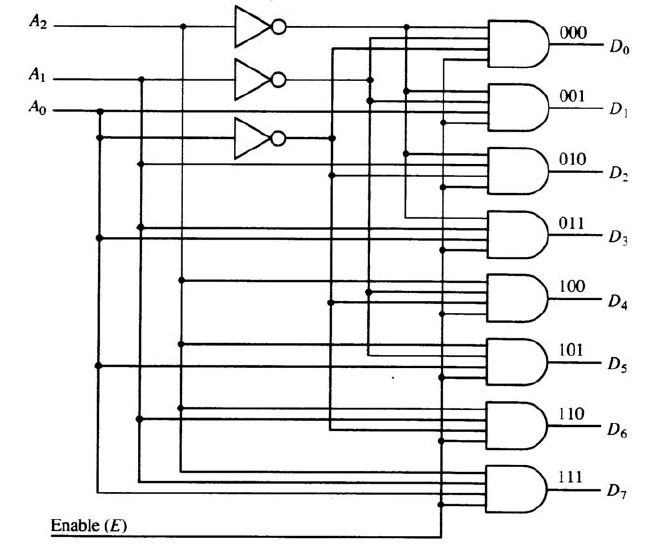 A₂
000
D₀
A₁
001
A₀
D₁
010
D₂
011
D₃
100
D₄
101
D₅
110
D₆
111
D₇
Enable (E)